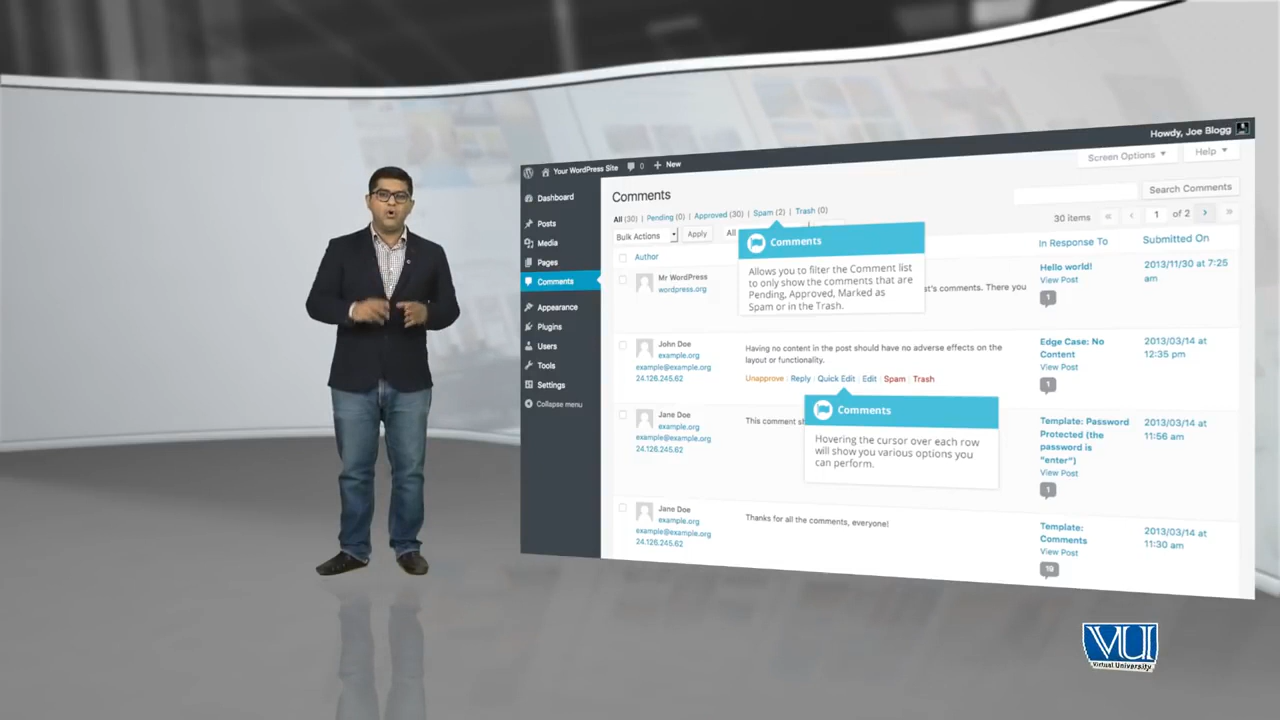 Howdy, Joe Blogg
Your WordPress Site 0 + New
Screen Options Help
Dashboard
Posts
Media
Pages
Comments
Appearance
Plugins
Users
Tools
Settings
Collapse menu
Comments
Search Comments
All (30) | Pending (0) | Approved (30) | Spam (2) | Trash (0)
Bulk Actions Apply All
30 items « ‹ 1 of 2 › »
Author
In Response To
Submitted On
Comments
Allows you to filter the Comment list
to only show the comments that are
Pending, Approved, Marked as
Spam or in the Trash.
Mr WordPress
wordpress.org
t's comments. There you
Hello world!
View Post
1
2013/11/30 at 7:25
am
John Doe
example.org
example@example.org
24.126.245.62
Having no content in the post should have no adverse effects on the
layout or functionality.
Unapprove | Reply | Quick Edit | Edit | Spam | Trash
Edge Case: No
Content
View Post
1
2013/03/14 at
12:35 pm
Comments
Hovering the cursor over each row
will show you various options you
can perform.
Jane Doe
example.org
example@example.org
24.126.245.62
This comment
Template: Password
Protected (the
password is
"enter")
View Post
1
2013/03/14 at
11:56 am
Jane Doe
example.org
example@example.org
24.126.245.62
Thanks for all the comments, everyone!
Template:
Comments
View Post
19
2013/03/14 at
11:30 am
VU
Virtual University